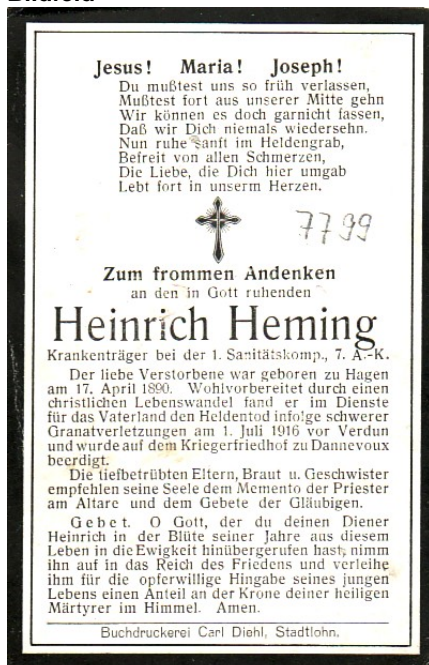 Jesus! Maria! Joseph!
Du mußtest uns so früh verlassen,
Mußtest fort aus unserer Mitte gehn
Wir können es doch garnicht fassen,
Daß wir Dich niemals wiedersehn.
Nun ruhe sanft im Heldengrab,
Befreit von allen Schmerzen,
Die Liebe, die Dich hier umgab
Lebt fort in unserm Herzen.
7799
Zum frommen Andenken
an den in Gott ruhenden
Heinrich Heming
Krankenträger bei der 1. Sanitätskomp., 7. A.-K.
Der liebe Verstorbene war geboren zu Hagen
am 17. April 1890. Wohlvorbereitet durch einen
christlichen Lebenswandel fand er im Dienste
für das Vaterland den Heldentod infolge schwerer
Granatverletzungen am 1. Juli 1916 vor Verdun
und wurde auf dem Kriegerfriedhof zu Dannevoux
beerdigt.
Die tiefbetrübten Eltern, Braut u. Geschwister
empfehlen seine Seele dem Memento der Priester
am Altare und dem Gebete der Gläubigen.
Gebet. O Gott, der du deinen Diener
Heinrich in der Blüte seiner Jahre aus diesem
Leben in die Ewigkeit hinübergerufen hast, nimm
ihn auf in das Reich des Friedens und verleihe
ihm für die opferwillige Hingabe seines jungen
Lebens einen Anteil an der Krone deiner heiligen
Märtyrer im Himmel. Amen.
Buchdruckerei Carl Diehl, Stadtlohn.